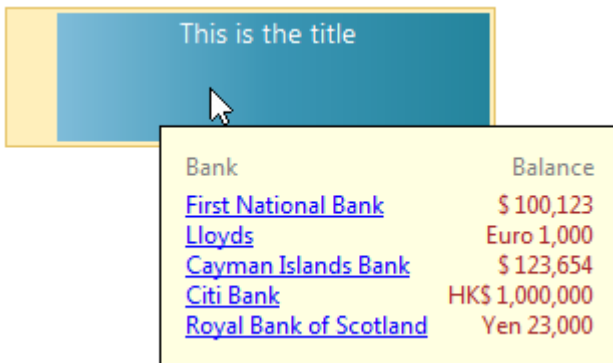 This is the title
Bank Balance
First National Bank $ 100,123
Lloyds Euro 1,000
Cayman Islands Bank $ 123,654
Citi Bank HK$ 1,000,000
Royal Bank of Scotland Yen 23,000